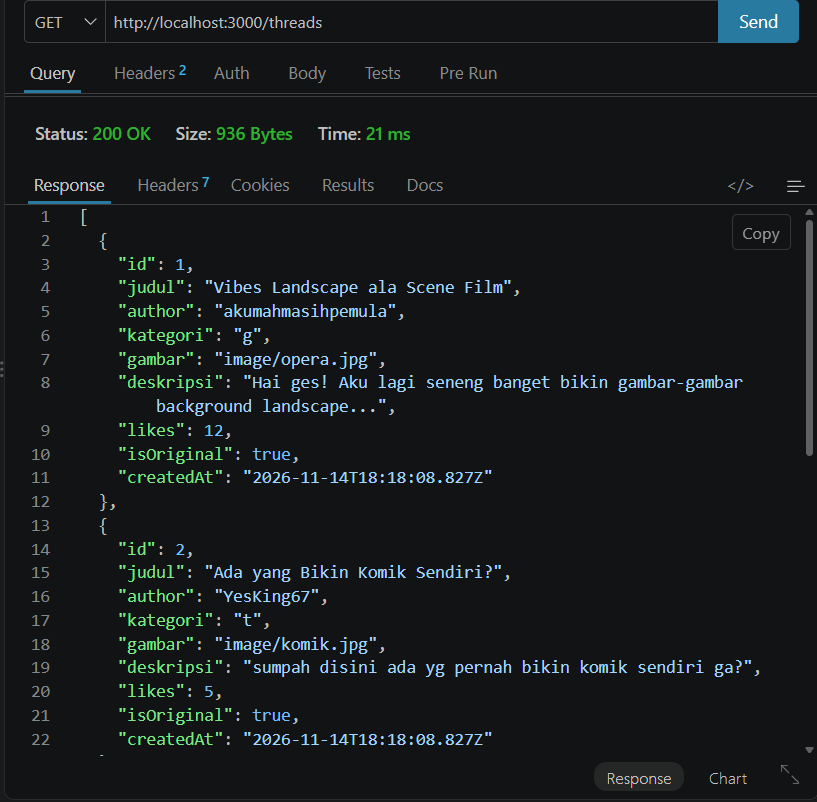 GET http://localhost:3000/threads Send
Query Headers 2 Auth Body Tests Pre Run
Status: 200 OK Size: 936 Bytes Time: 21 ms
Response Headers 7 Cookies Results Docs </>
Copy
1 [
2 {
3 "id": 1,
4 "judul": "Vibes Landscape ala Scene Film",
5 "author": "akumahmasihpemula",
6 "kategori": "g",
7 "gambar": "image/opera.jpg",
8 "deskripsi": "Hai ges! Aku lagi seneng banget bikin gambar-gambar
background landscape...",
9 "likes": 12,
10 "isOriginal": true,
11 "createdAt": "2026-11-14T18:18:08.827Z"
12 },
13 {
14 "id": 2,
15 "judul": "Ada yang Bikin Komik Sendiri?",
16 "author": "YesKing67",
17 "kategori": "t",
18 "gambar": "image/komik.jpg",
19 "deskripsi": "sumpah disini ada yg pernah bikin komik sendiri ga?",
20 "likes": 5,
21 "isOriginal": true,
22 "createdAt": "2026-11-14T18:18:08.827Z"
Response Chart